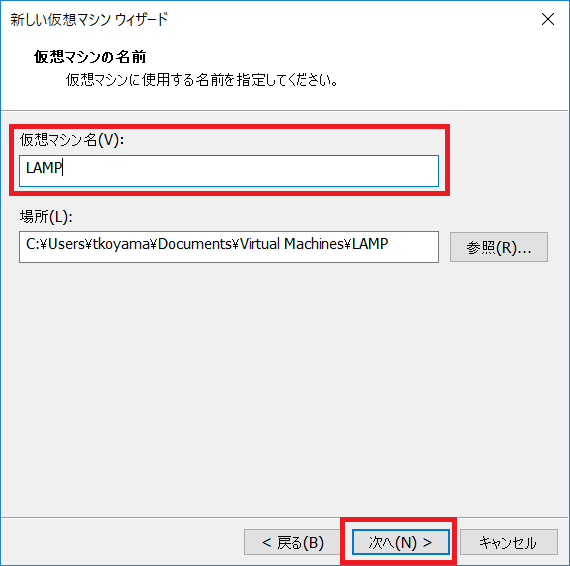 新しい仮想マシン ウィザード
仮想マシンの名前
仮想マシンに使用する名前を指定してください。
仮想マシン名(V):
LAMP
場所(L):
C:¥Users¥tkoyama¥Documents¥Virtual Machines¥LAMP
参照(R)...
< 戻る(B)
次へ(N) >
キャンセル